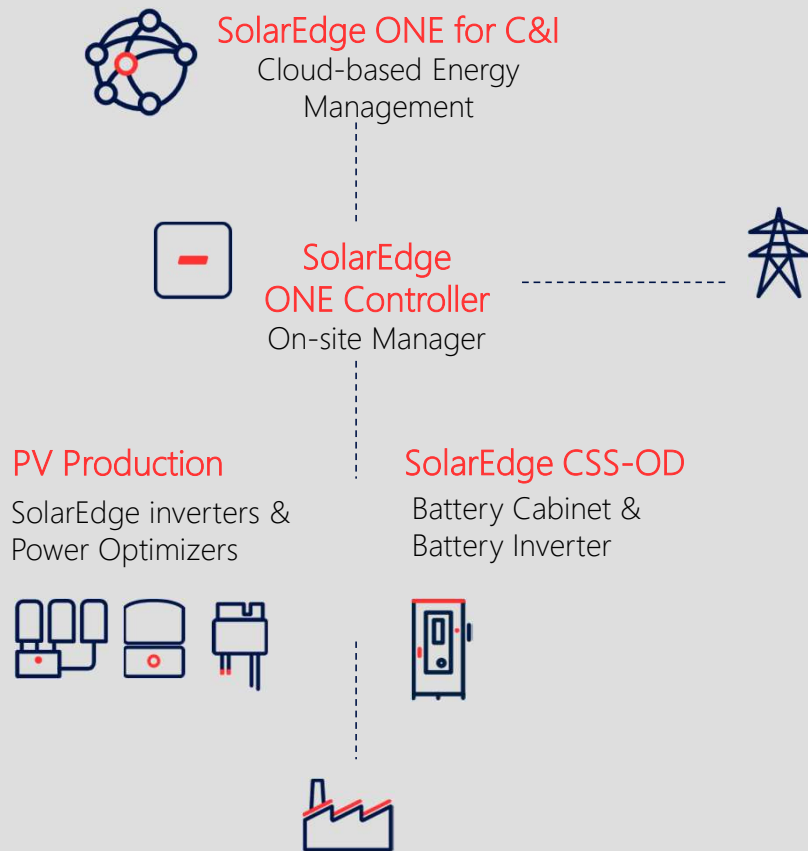 SolarEdge ONE for C&I
Cloud-based Energy
Management
SolarEdge
ONE Controller
On-site Manager
PV Production
SolarEdge inverters &
Power Optimizers
SolarEdge CSS-OD
Battery Cabinet &
Battery Inverter